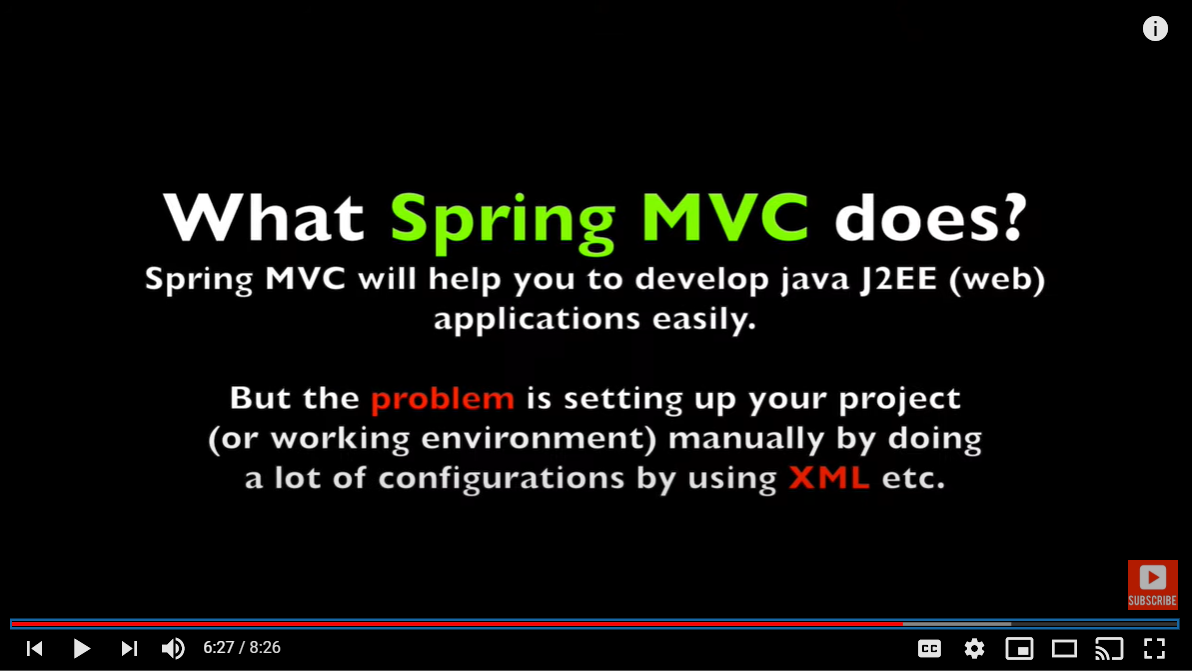 i
What Spring MVC does?
Spring MVC will help you to develop java J2EE (web)
applications easily.
But the problem is setting up your project
(or working environment) manually by doing
a lot of configurations by using XML etc.
SUBSCRIBE
6:27 / 8:26
CC